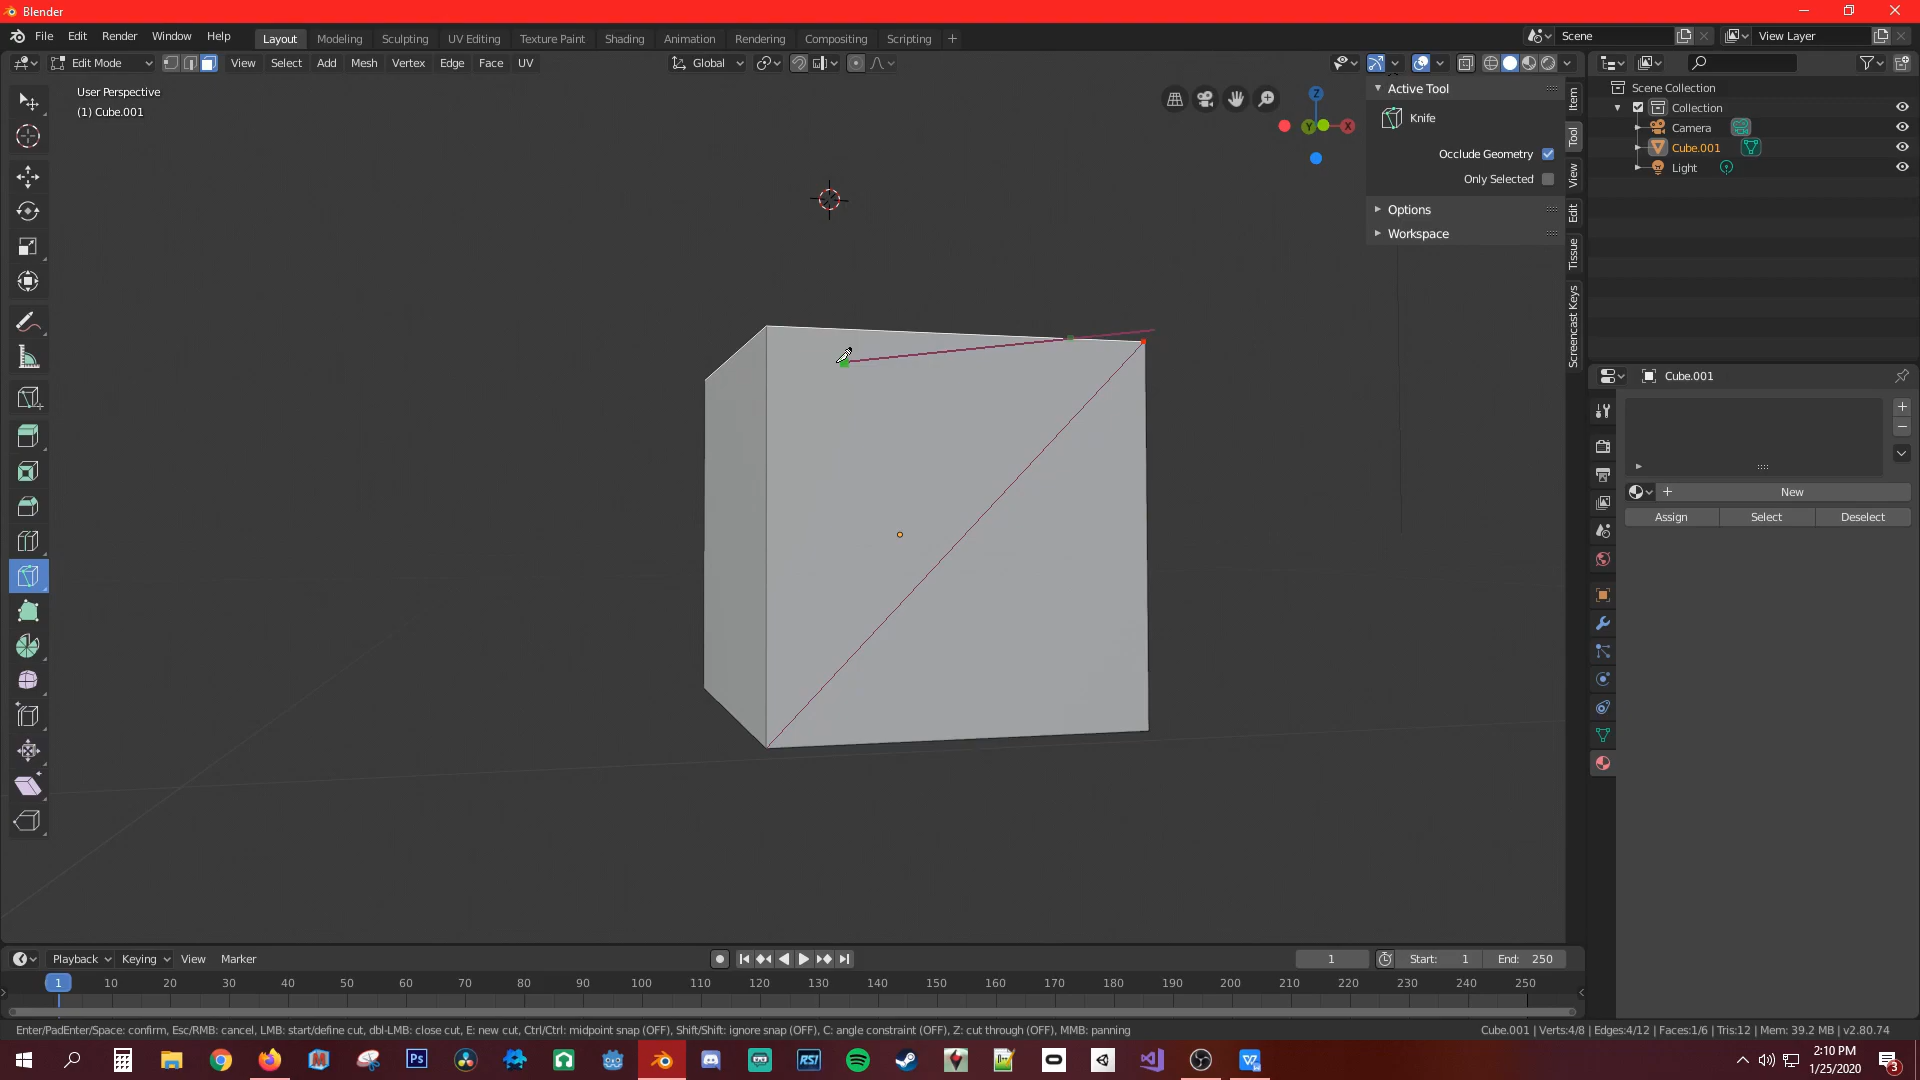 Blender
File Edit Render Window Help
Layout Modeling Sculpting UV Editing Texture Paint Shading Animation Rendering Compositing Scripting +
Scene
View Layer
Edit Mode
View Select Add Mesh Vertex Edge Face UV
Global
User Perspective
(1) Cube.001
Z
Y
X
Active Tool
Knife
Occlude Geometry
Only Selected
Options
Workspace
Item
Tool
View
Edit
Tissue
Screencast Keys
Scene Collection
Collection
Camera
Cube.001
Light
Cube.001
New
Assign Select Deselect
Playback Keying View Marker
1
Start: 1
End: 250
1 10 20 30 40 50 60 70 80 90 100 110 120 130 140 150 160 170 180 190 200 210 220 230 240 250
Enter/PadEnter/Space: confirm, Esc/RMB: cancel, LMB: start/define cut, dbl-LMB: close cut, E: new cut, Ctrl/Ctrl: midpoint snap (OFF), Shift/Shift: ignore snap (OFF), C: angle constraint (OFF), Z: cut through (OFF), MMB: panning
Cube.001 | Verts:4/8 | Edges:4/12 | Faces:1/6 | Tris:12 | Mem: 39.2 MB | v2.80.74
Ps
RSI
2:10 PM
1/25/2020
3